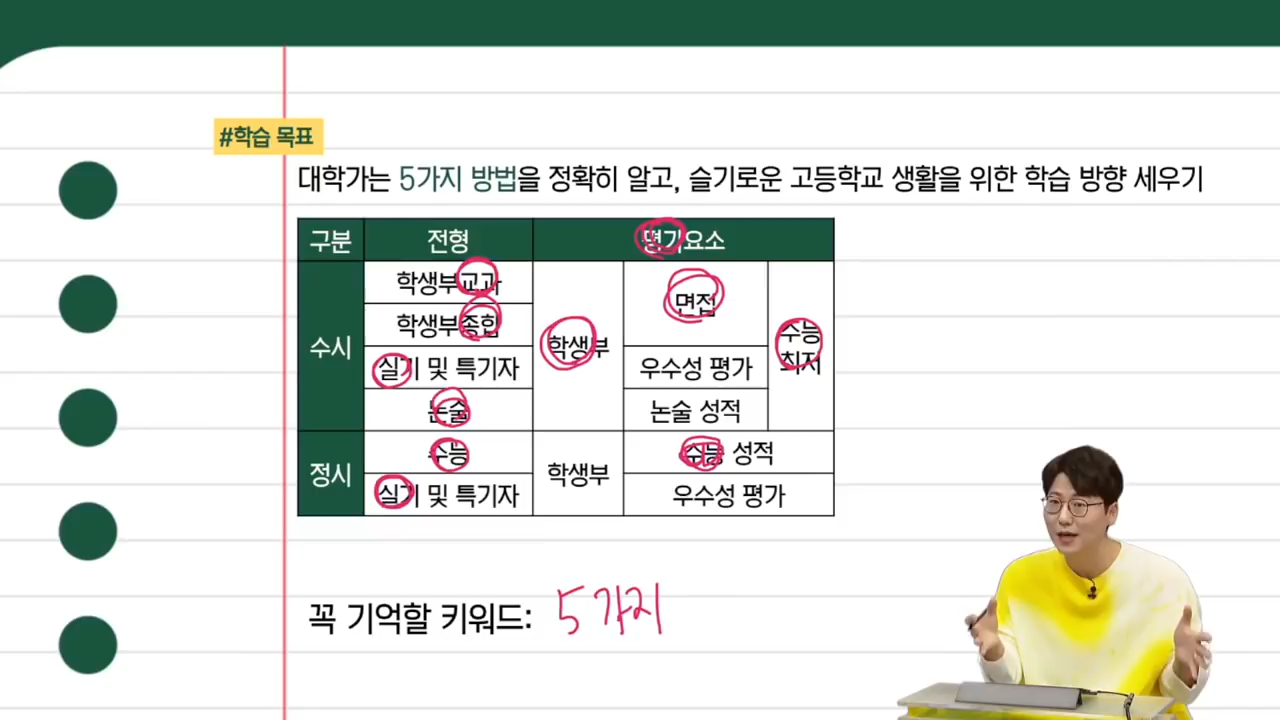 #학습 목표
대학가는 5가지 방법을 정확히 알고, 슬기로운 고등학교 생활을 위한 학습 방향 세우기
구분 전형 평가요소
수시 학생부교과 학생부 면접 수능
최저
학생부종합
실기 및 특기자 우수성 평가
논술 논술 성적
정시 수능 학생부 수능 성적
실기 및 특기자 우수성 평가
꼭 기억할 키워드: 5가지